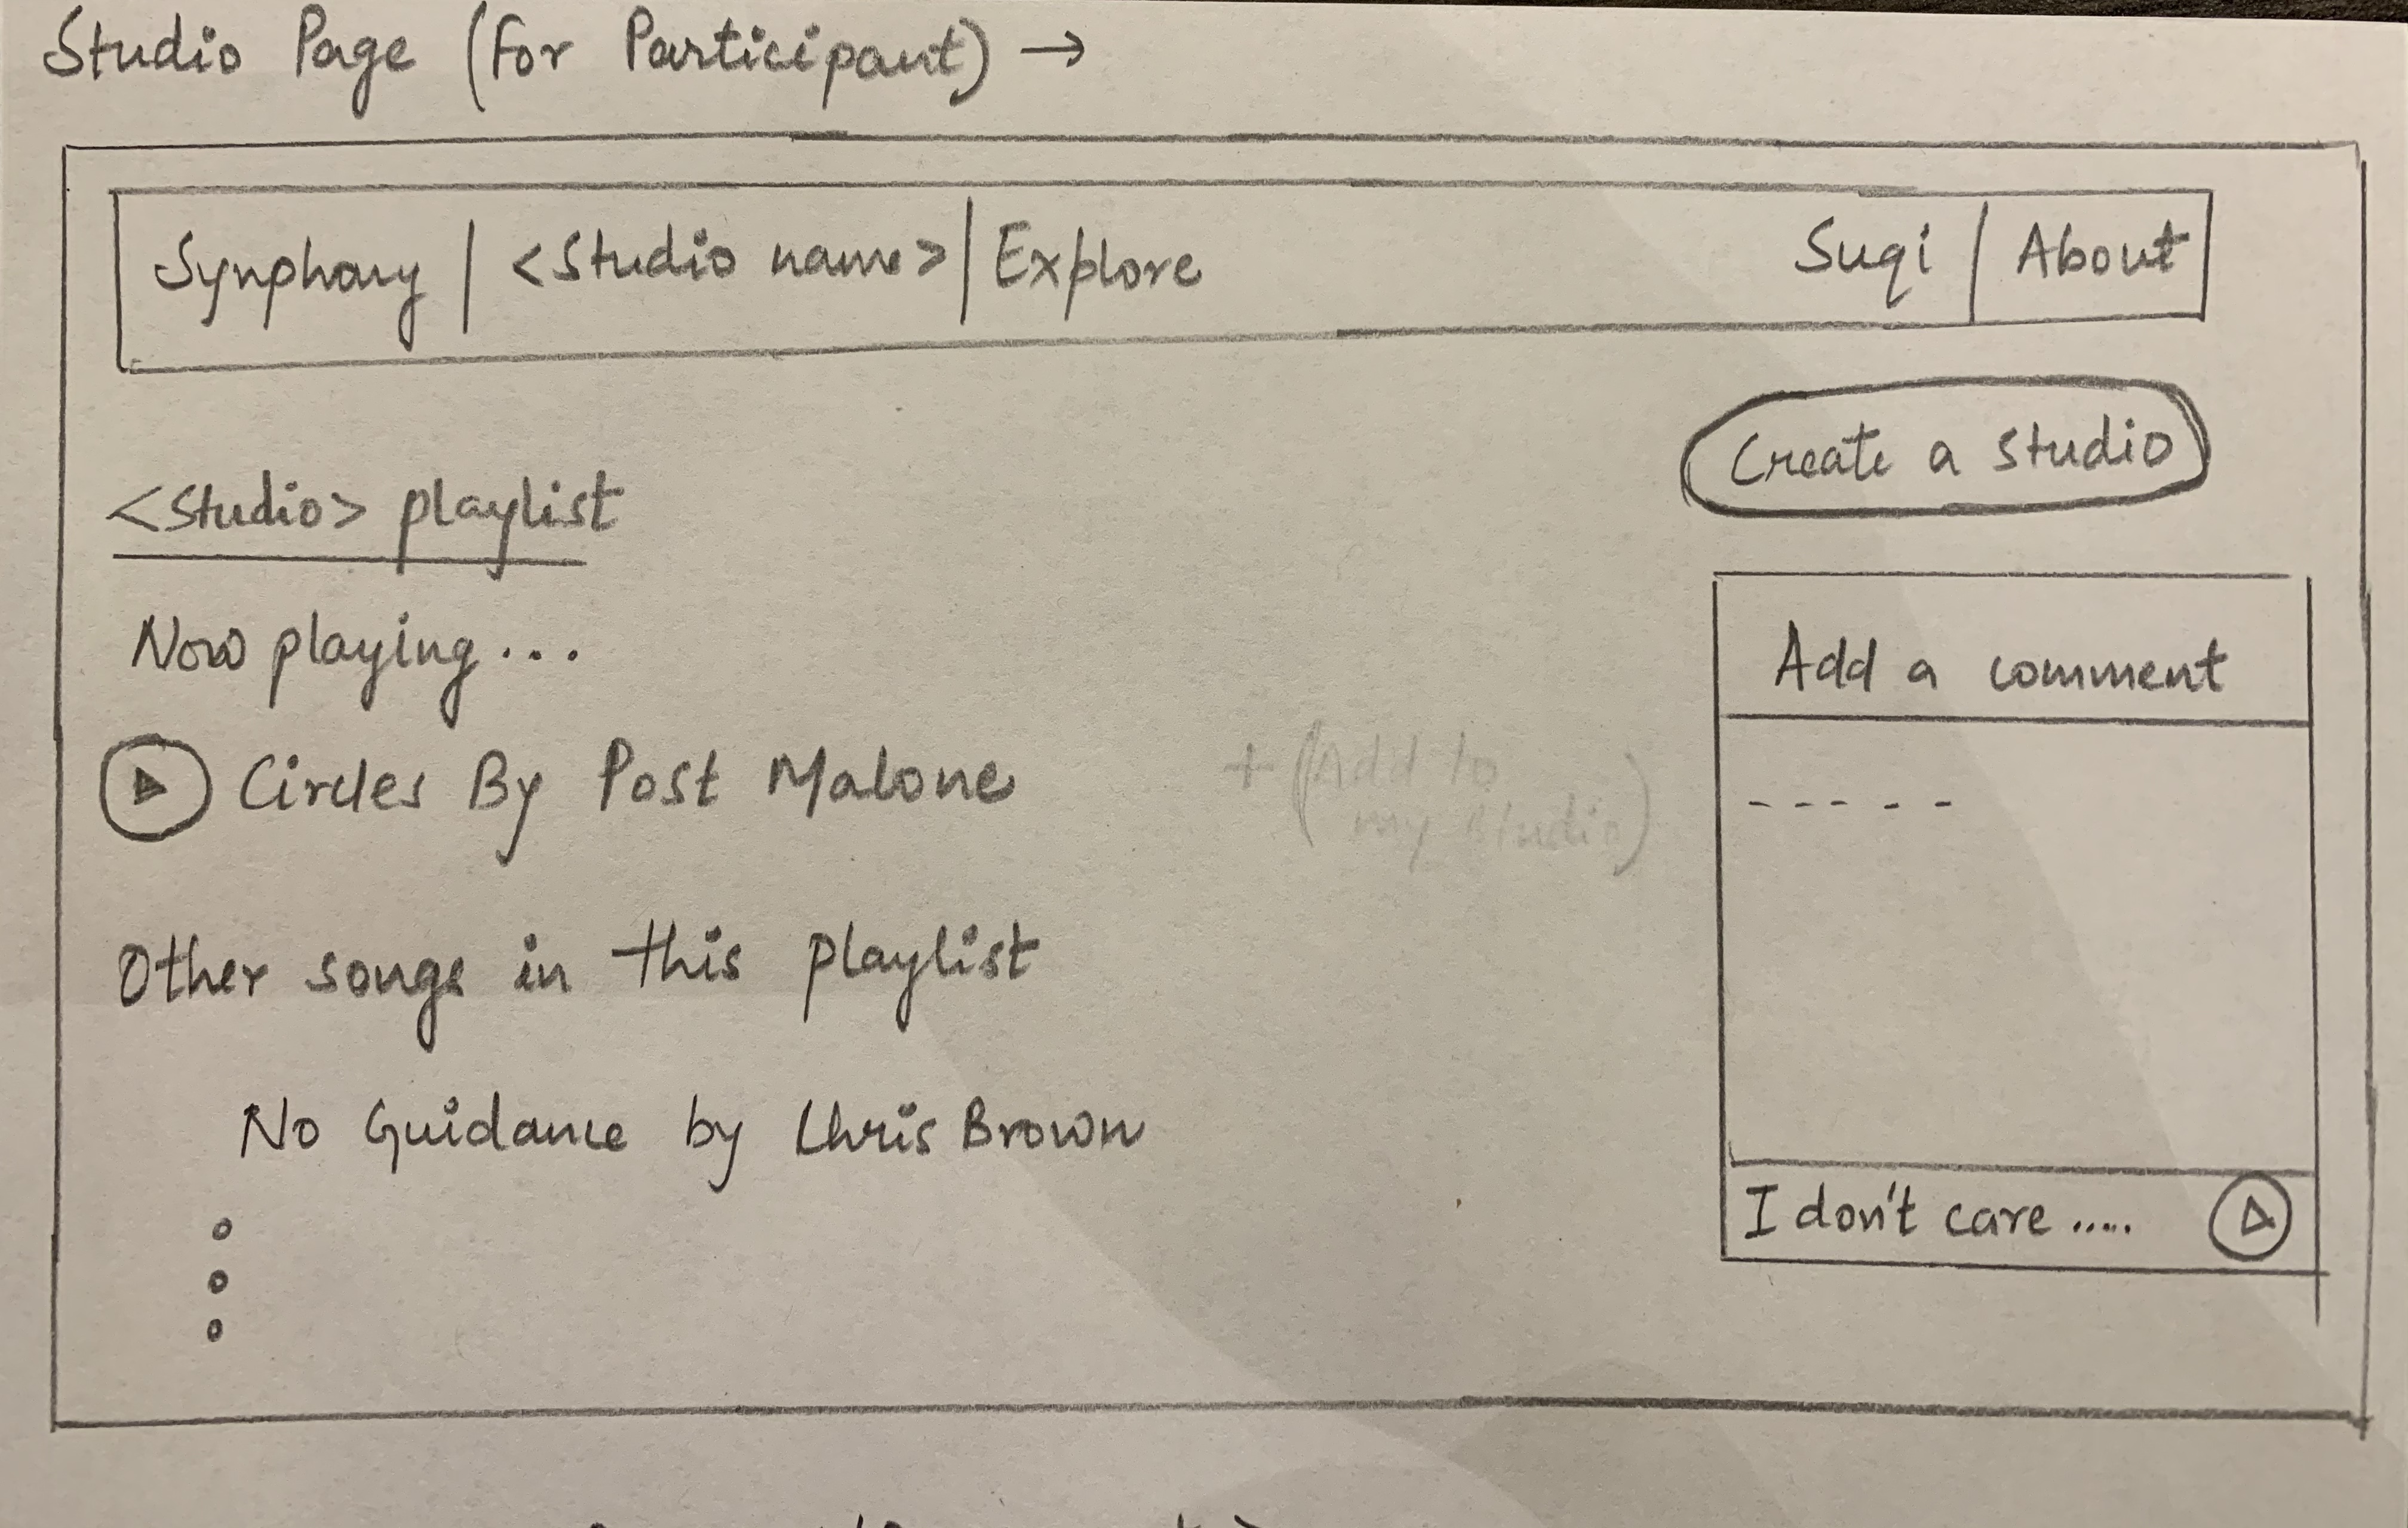 Studio Page (For Participant) →
Synphony | <Studio name> | Explore Suqi | About
Create a studio
<Studio> playlist
Now playing...
Circles By Post Malone
+ (Add to
my studio)
Other songs in this playlist
No Guidance by Chris Brown
Add a comment
- - - - -
I don't care .....